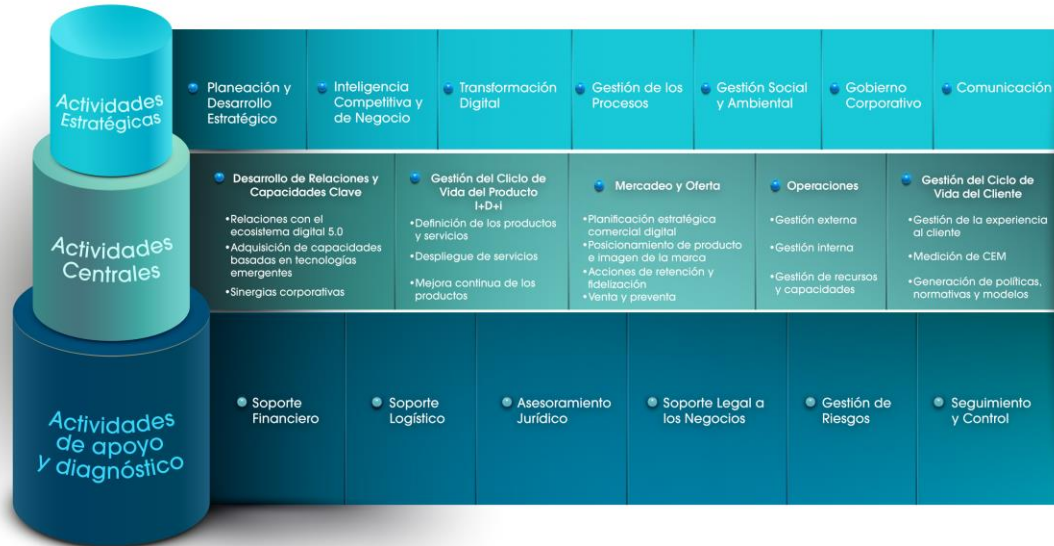 Actividades
Estratégicas
Planeación y
Desarrollo
Estratégico
Inteligencia
Competitiva y
de Negocio
Transformación
Digital
Gestión de los
Procesos
Gestión Social
y Ambiental
Gobierno
Corporativo
Comunicación
Actividades
Centrales
Desarrollo de Relaciones y
Capacidades Clave
•Relaciones con el
ecosistema digital 5.0
•Adquisición de capacidades
basadas en tecnologías
emergentes
•Sinergias corporativas
Gestión del Cliclo de
Vida del Producto
I+D+i
•Definición de los productos
y servicios
•Despliegue de servicios
•Mejora continua de los
productos
Mercadeo y Oferta
•Planificación estratégica
comercial digital
•Posicionamiento de producto
e imagen de la marca
•Acciones de retención y
fidelización
•Venta y preventa
Operaciones
•Gestión externa
•Gestión interna
•Gestión de recursos
y capacidades
Gestión del Ciclo de
Vida del Cliente
•Gestión de la experiencia
al cliente
•Medición de CEM
•Generación de políticas,
normativas y modelos
Actividades
de apoyo
y diagnóstico
Soporte
Financiero
Soporte
Logístico
Asesoramiento
Jurídico
Soporte Legal a
los Negocios
Gestión de
Riesgos
Seguimiento
y Control